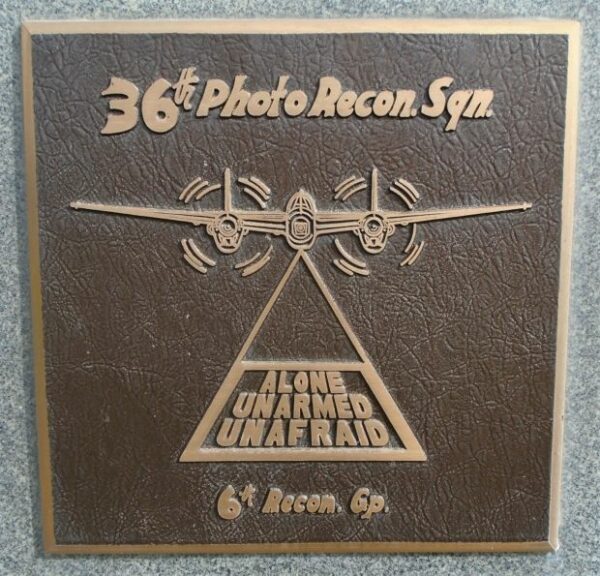 36th Photo Recon. Sqn.
ALONE
UNARMED
UNAFRAID
6th Recon. Gp.